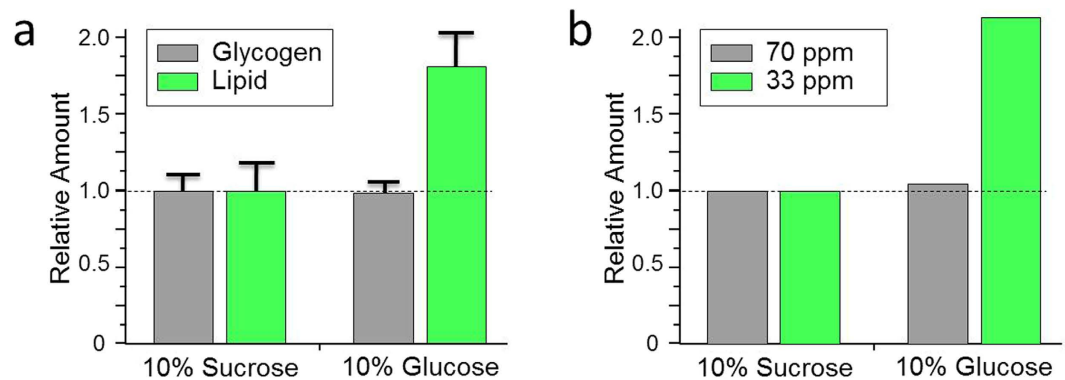 a
2.0
1.5
1.0
0.5
0
Relative Amount
Glycogen
Lipid
10% Sucrose
10% Glucose
b
2.0
1.5
1.0
0.5
0
Relative Amount
70 ppm
33 ppm
10% Sucrose
10% Glucose